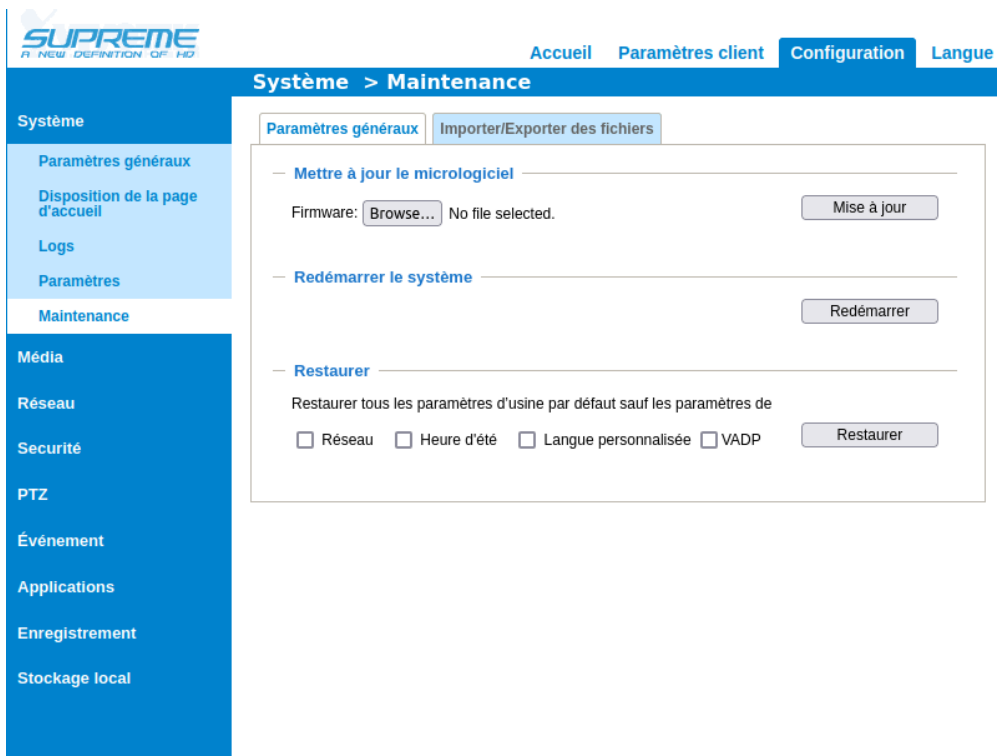 SUPREME
A NEW DEFINITION OF HD
Accueil Paramètres client Configuration Langue
Système > Maintenance
Système
Paramètres généraux
Disposition de la page
d'accueil
Logs
Paramètres
Maintenance
Média
Réseau
Securité
PTZ
Événement
Applications
Enregistrement
Stockage local
Paramètres généraux Importer/Exporter des fichiers
Mettre à jour le micrologiciel
Firmware: Browse... No file selected. Mise à jour
Redémarrer le système
Redémarrer
Restaurer
Restaurer tous les paramètres d'usine par défaut sauf les paramètres de
Réseau Heure d'été Langue personnalisée VADP Restaurer